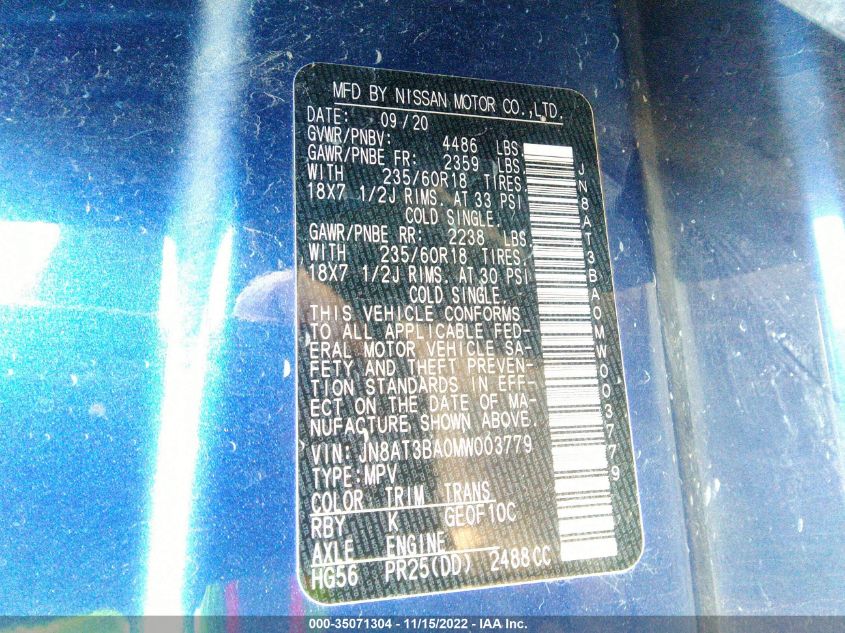 MFD BY NISSAN MOTOR CO.,LTD.
DATE: 09/20
GVWR/PNBV: 4486 LBS
GAWR/PNBE FR: 2359 LBS
WITH 235/60R18 TIRES,
18X7 1/2J RIMS. AT 33 PSI
COLD SINGLE.
GAWR/PNBE RR: 2238 LBS.
WITH 235/60R18 TIRES,
18X7 1/2J RIMS. AT 30 PSI
COLD SINGLE.
THIS VEHICLE CONFORMS
TO ALL APPLICABLE FED-
ERAL MOTOR VEHICLE SA-
FETY AND THEFT PREVEN-
TION STANDARDS IN EFF-
ECT ON THE DATE OF MA-
NUFACTURE SHOWN ABOVE.
VIN: JN8AT3BA0MW003779
TYPE:MPV
COLOR TRIM TRANS
RBY K GE0F10C
AXLE ENGINE
HG56 PR25(DD) 2488CC
JN8AT3BA0MW003779
000-35071304 - 11/15/2022 - IAA Inc.